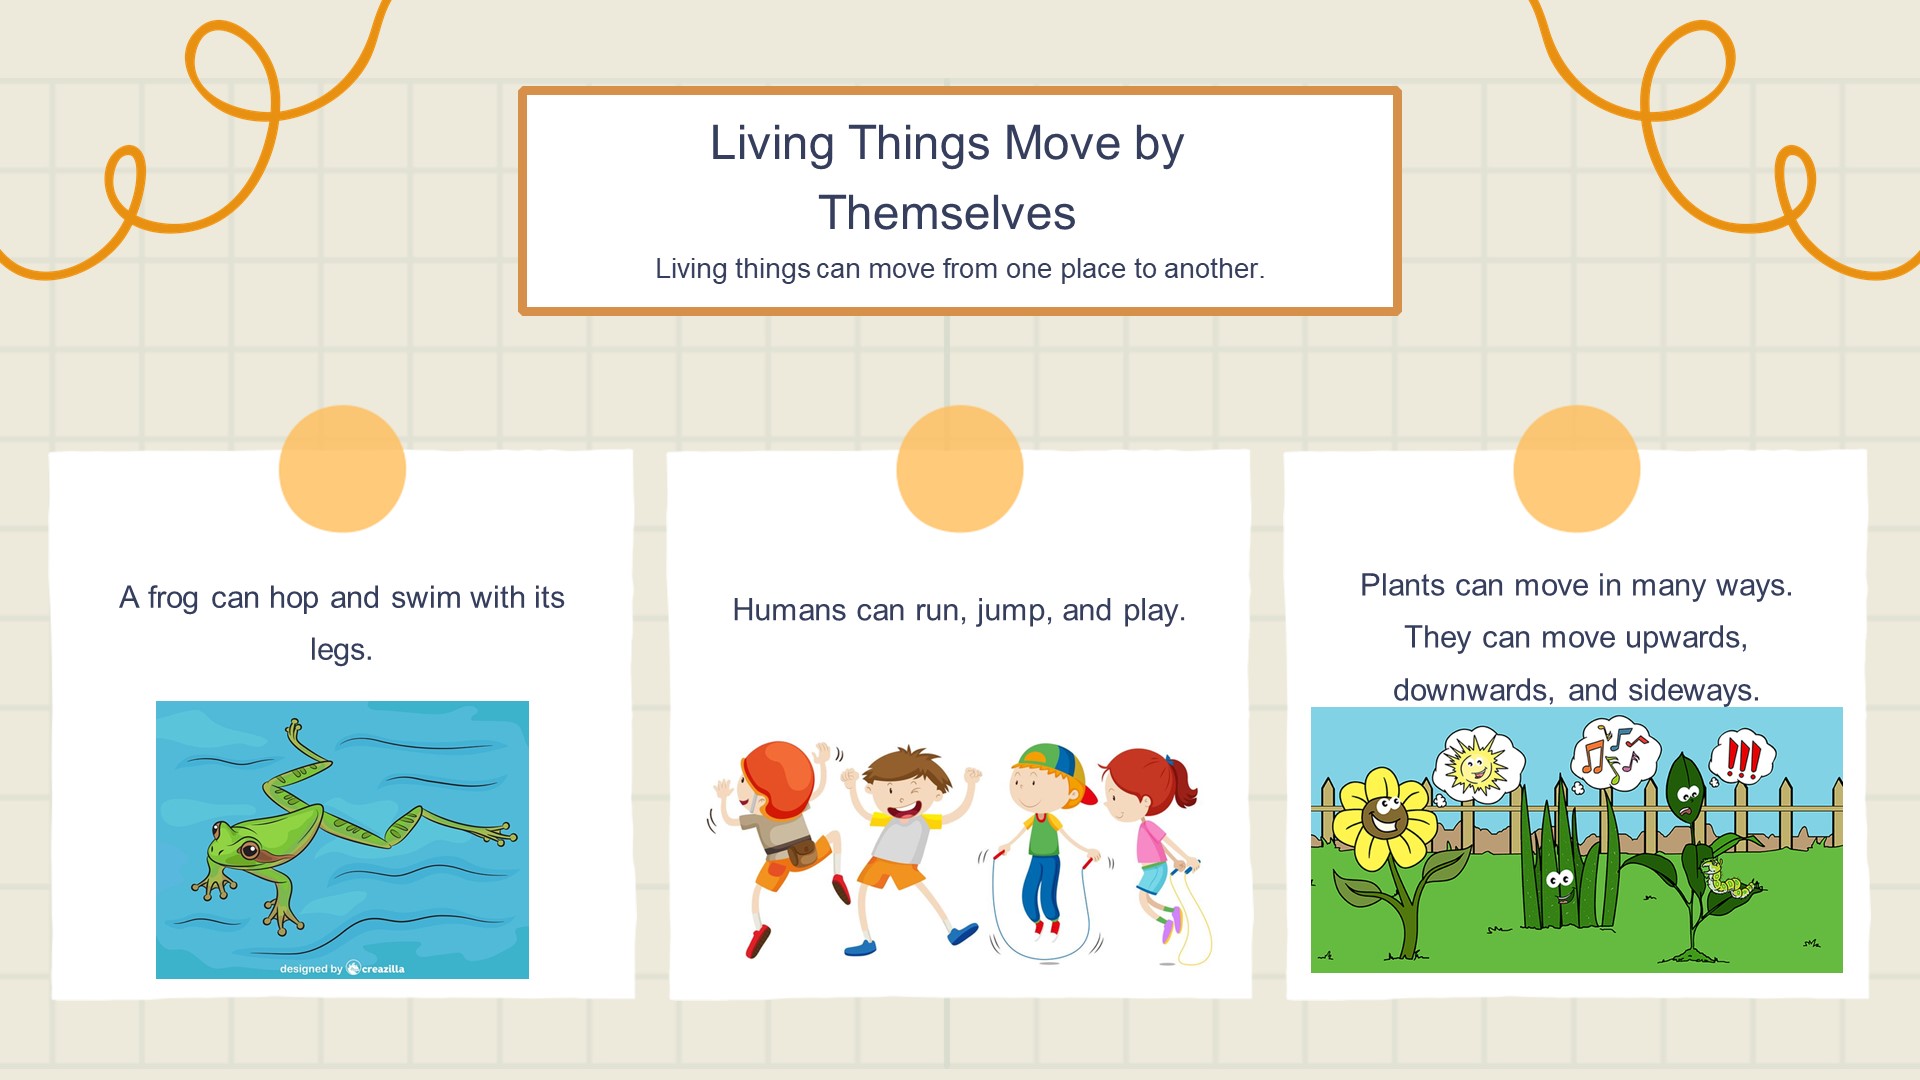 Living Things Move by
Themselves
Living things can move from one place to another.
A frog can hop and swim with its
legs.
designed by creazilla
Humans can run, jump, and play.
Plants can move in many ways.
They can move upwards,
downwards, and sideways.
!!!